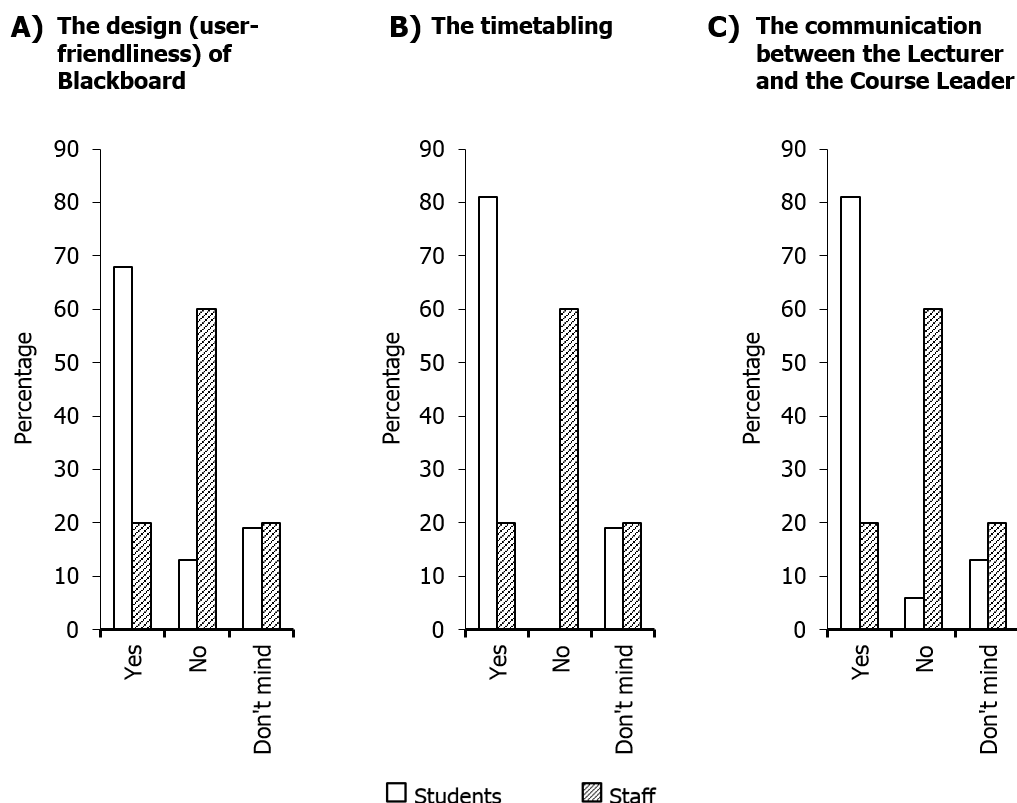 A) The design (user-
friendliness) of
Blackboard
90
80
70
60
50
40
30
20
10
0
Percentage
Yes
No
Don't mind
B) The timetabling
90
80
70
60
50
40
30
20
10
0
Percentage
Yes
No
Don't mind
C) The communication
between the Lecturer
and the Course Leader
90
80
70
60
50
40
30
20
10
0
Percentage
Yes
No
Don't mind
Students
Staff